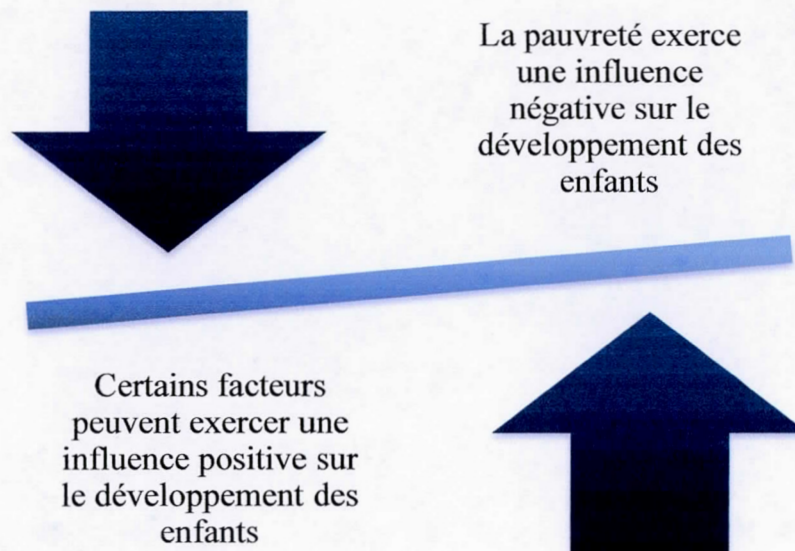 La pauvreté exerce
une influence
négative sur le
développement des
enfants
Certains facteurs
peuvent exercer une
influence positive sur
le développement des
enfants